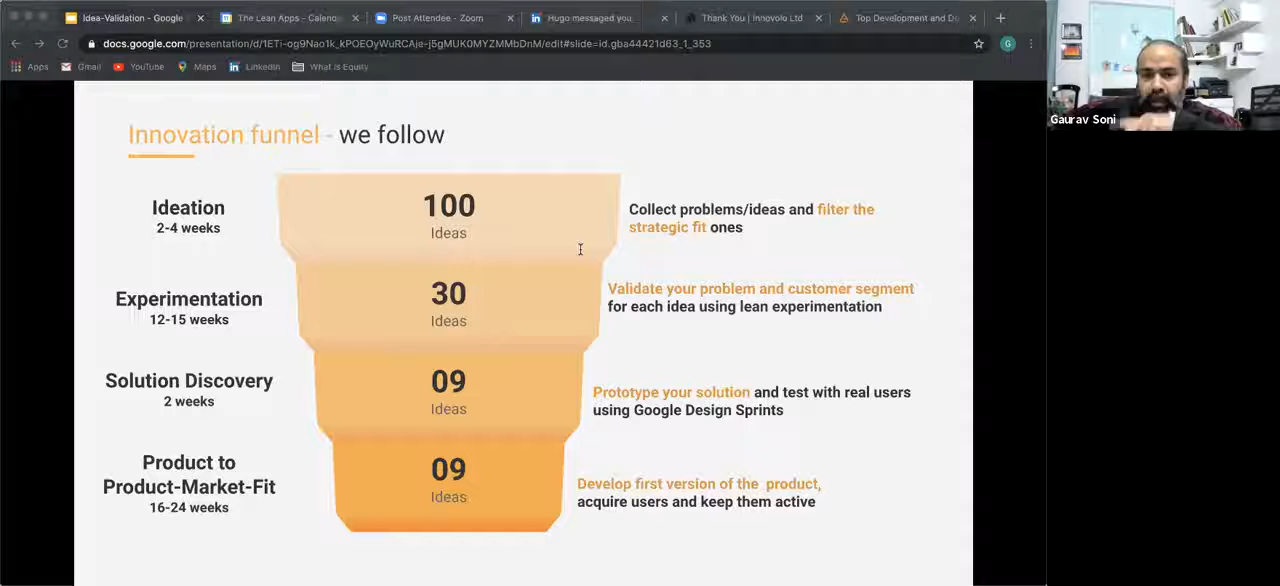 Idea-Validation - Google
The Lean Apps - Caleno
Post Attendee - Zoom
Hugo messaged you
Thank You | Innovolo Ltd
Top Development and De
docs.google.com/presentation/d/1ETi-og9Nao1k_kPOEOyWuRCAje-j5gMUK0MYZMMbDnM/edit#slide=id.gba44421d63_1_353
G
Apps
Gmail
YouTube
Maps
LinkedIn
What is Equity
Gaurav Soni
Innovation funnel - we follow
Ideation
2-4 weeks
100
Ideas
Collect problems/ideas and filter the
strategic fit ones
Experimentation
12-15 weeks
30
Ideas
Validate your problem and customer segment
for each idea using lean experimentation
Solution Discovery
2 weeks
09
Ideas
Prototype your solution and test with real users
using Google Design Sprints
Product to
Product-Market-Fit
16-24 weeks
09
Ideas
Develop first version of the product,
acquire users and keep them active